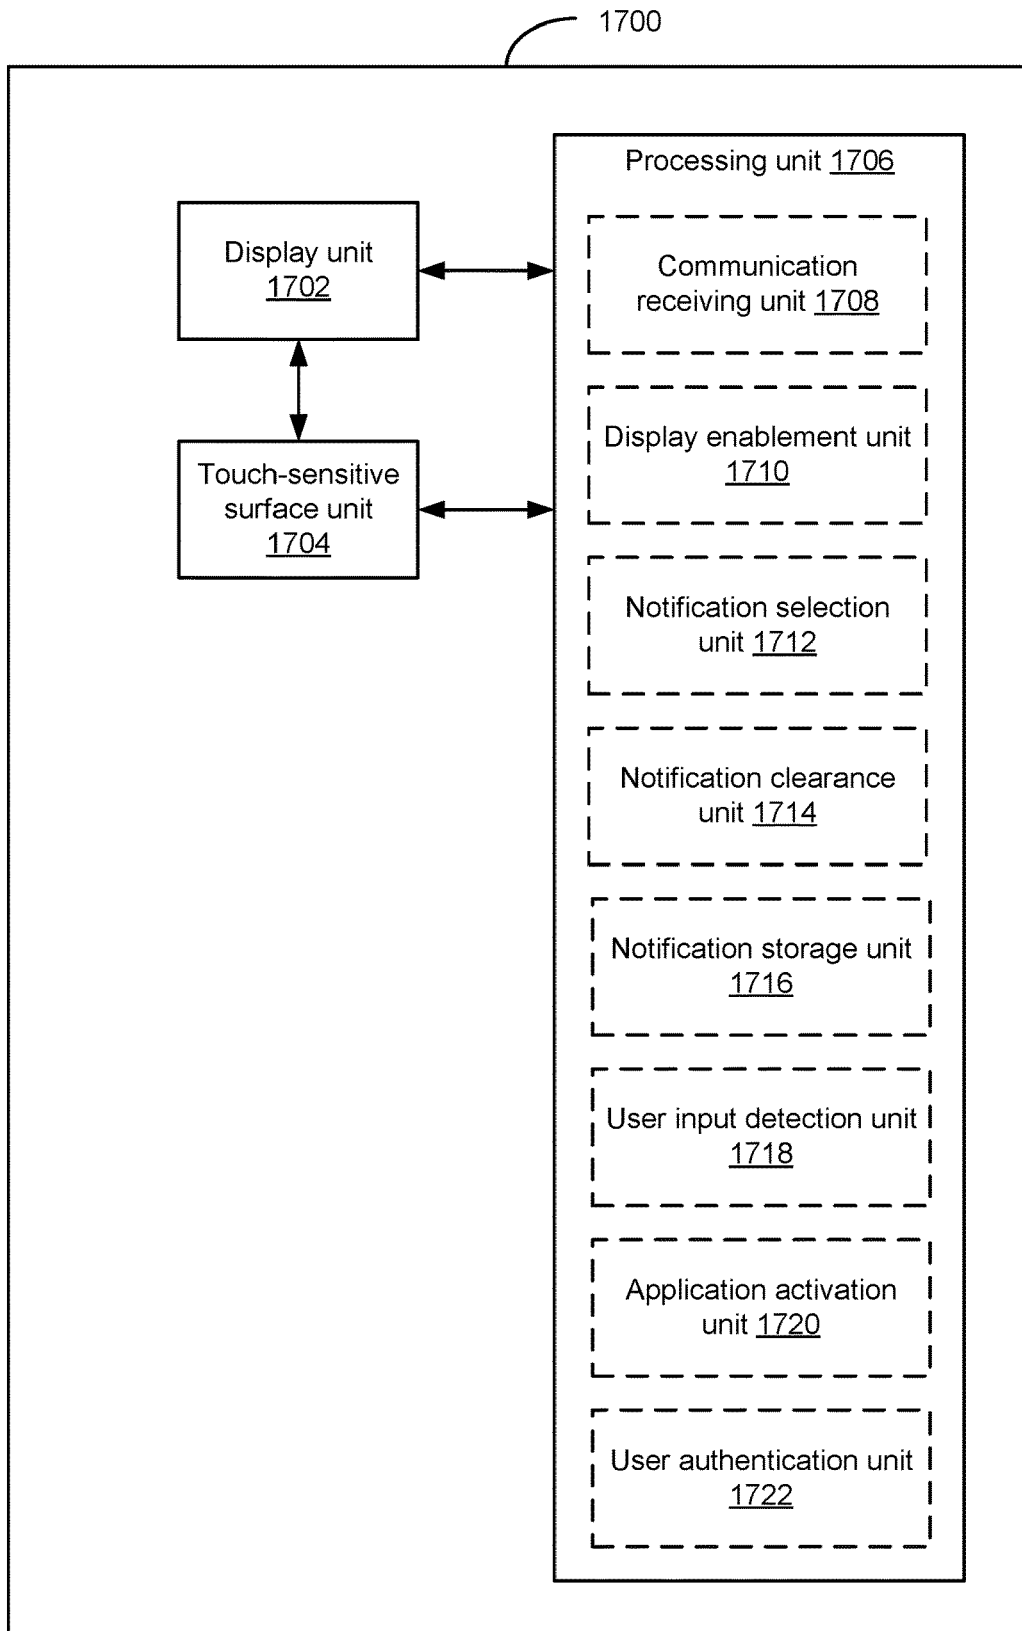 1700
Processing unit 1706
Display unit
1702
Touch-sensitive
surface unit
1704
Communication
receiving unit 1708
Display enablement unit
1710
Notification selection
unit 1712
Notification clearance
unit 1714
Notification storage unit
1716
User input detection unit
1718
Application activation
unit 1720
User authentication unit
1722